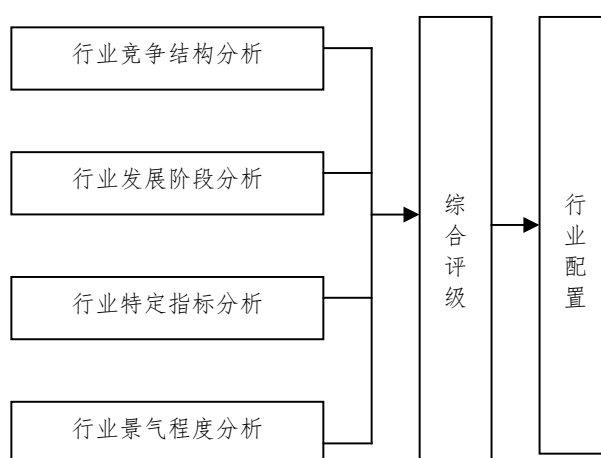 行业竞争结构分析
行业发展阶段分析
行业特定指标分析
行业景气程度分析
综合评级
行业配置